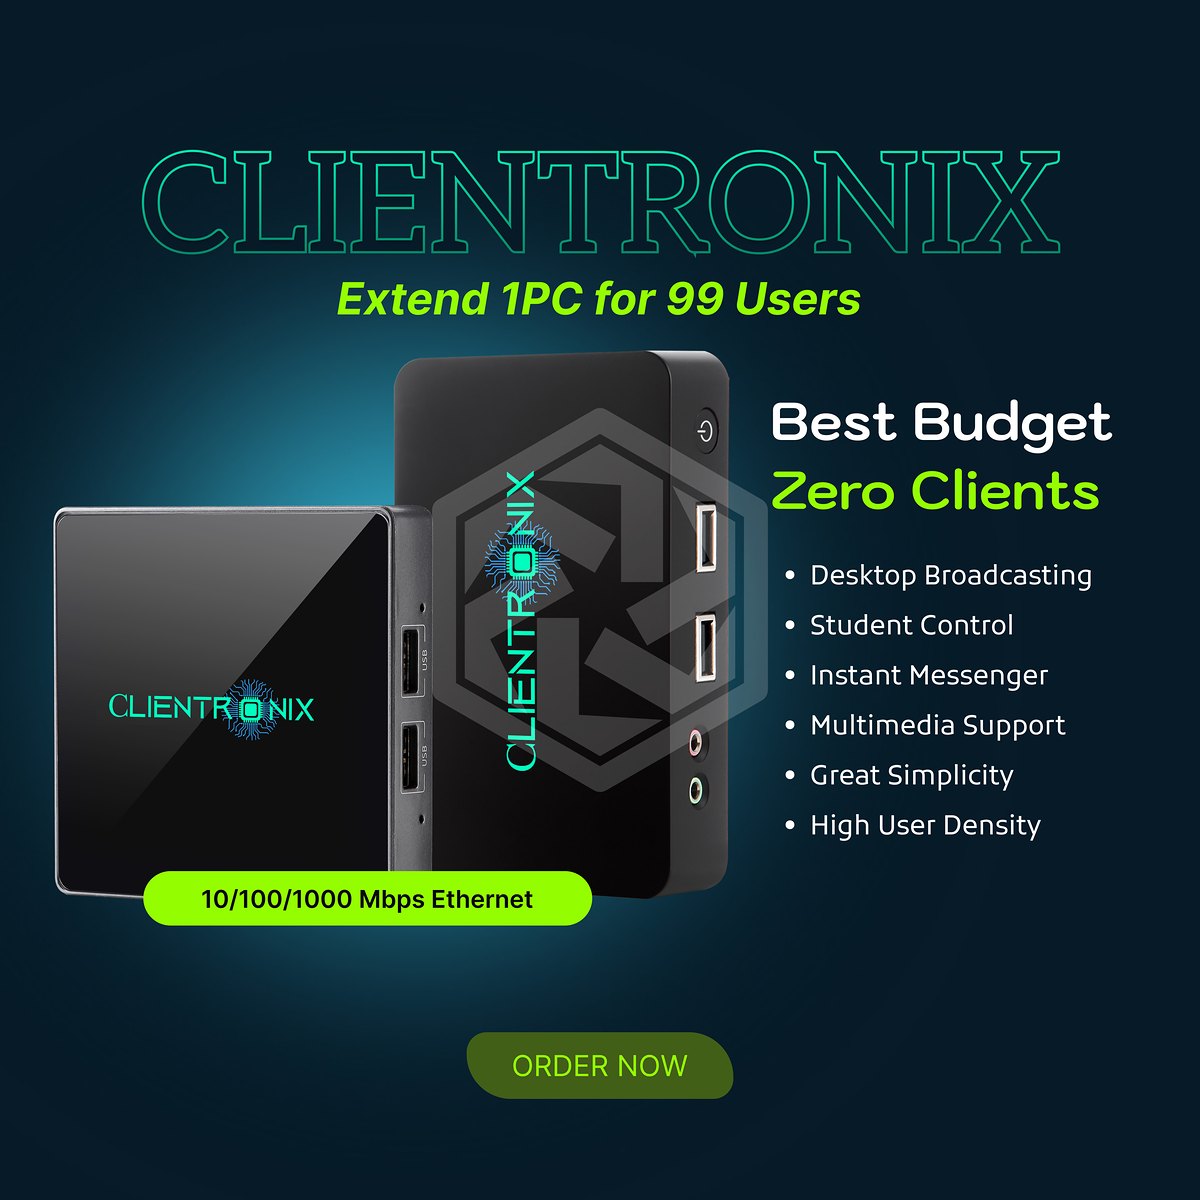 CLIENTRONIX
Extend 1PC for 99 Users
Best Budget
Zero Clients
• Desktop Broadcasting
• Student Control
• Instant Messenger
• Multimedia Support
• Great Simplicity
• High User Density
CLIENTRONIX
CLIENTRONIX
USB
USB
10/100/1000 Mbps Ethernet
ORDER NOW